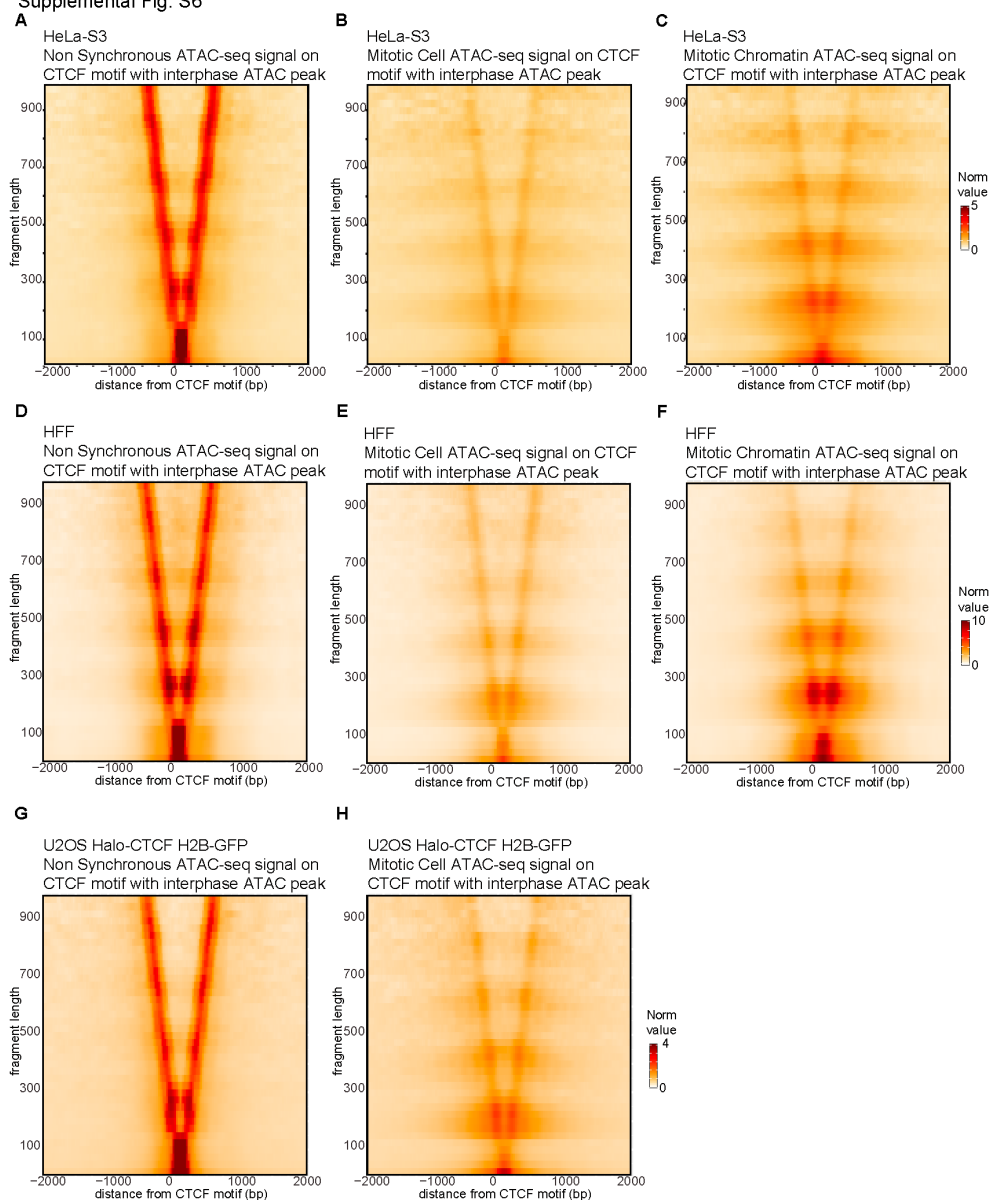 Supplemental Fig. S6
A
HeLa-S3
Non Synchronous ATAC-seq signal on
CTCF motif with interphase ATAC peak
900
700
500
300
100
fragment length
−2000 −1000 0 1000 2000
distance from CTCF motif (bp)
B
HeLa-S3
Mitotic Cell ATAC-seq signal on CTCF
motif with interphase ATAC peak
900
700
500
300
100
fragment length
−2000 −1000 0 1000 2000
distance from CTCF motif (bp)
C
HeLa-S3
Mitotic Chromatin ATAC-seq signal on
CTCF motif with interphase ATAC peak
900
700
500
300
100
fragment length
−2000 −1000 0 1000 2000
distance from CTCF motif (bp)
Norm
value
5
0
D
HFF
Non Synchronous ATAC-seq signal on
CTCF motif with interphase ATAC peak
900
700
500
300
100
fragment length
−2000 −1000 0 1000 2000
distance from CTCF motif (bp)
E
HFF
Mitotic Cell ATAC-seq signal on CTCF
motif with interphase ATAC peak
900
700
500
300
100
fragment length
−2000 −1000 0 1000 2000
distance from CTCF motif (bp)
F
HFF
Mitotic Chromatin ATAC-seq signal on
CTCF motif with interphase ATAC peak
900
700
500
300
100
fragment length
−2000 −1000 0 1000 2000
distance from CTCF motif (bp)
Norm
value
10
0
G
U2OS Halo-CTCF H2B-GFP
Non Synchronous ATAC-seq signal on
CTCF motif with interphase ATAC peak
900
700
500
300
100
fragment length
−2000 −1000 0 1000 2000
distance from CTCF motif (bp)
H
U2OS Halo-CTCF H2B-GFP
Mitotic Cell ATAC-seq signal on
CTCF motif with interphase ATAC peak
900
700
500
300
100
fragment length
−2000 −1000 0 1000 2000
distance from CTCF motif (bp)
Norm
value
4
0